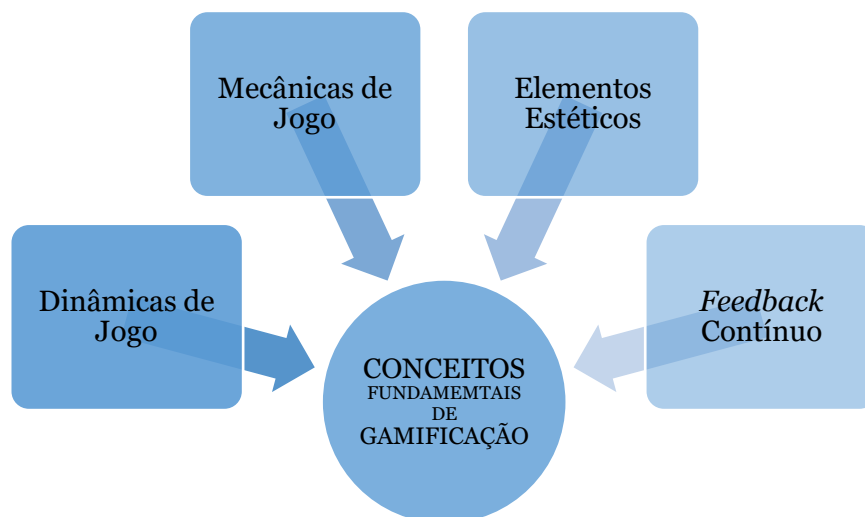 Mecânicas de
Jogo
Elementos
Estéticos
Dinâmicas de
Jogo
Feedback
Contínuo
CONCEITOS
FUNDAMEMTAIS
DE
GAMIFICAÇÃO